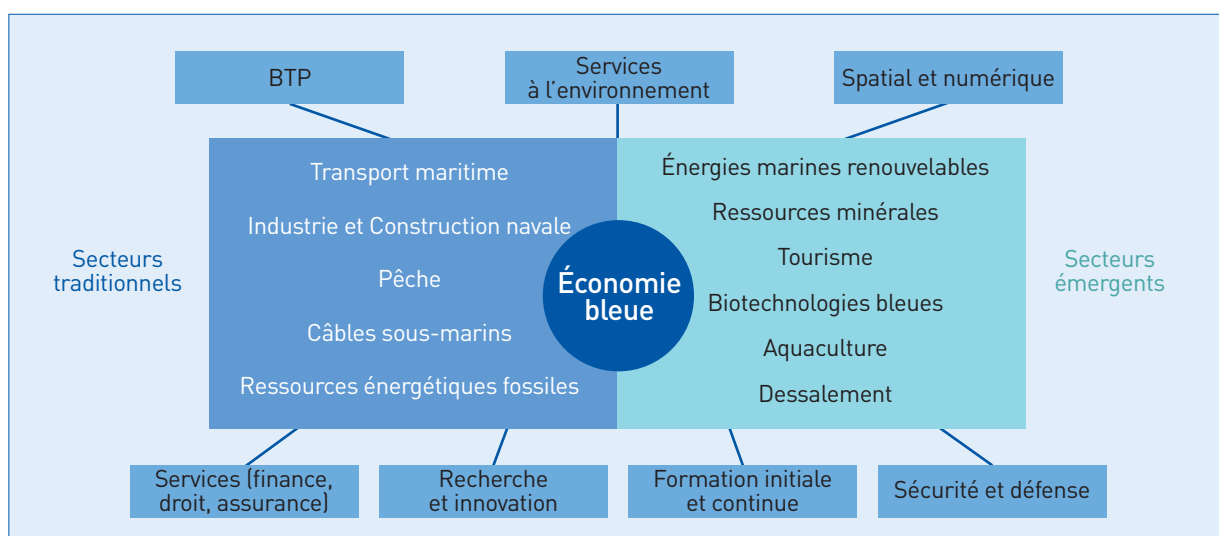 BTP
Services
à l’environnement
Spatial et numérique
Secteurs
traditionnels
Transport maritime
Industrie et Construction navale
Pêche
Câbles sous-marins
Ressources énergétiques fossiles
Économie
bleue
Énergies marines renouvelables
Ressources minérales
Tourisme
Biotechnologies bleues
Aquaculture
Dessalement
Secteurs
émergents
Services (finance,
droit, assurance)
Recherche
et innovation
Formation initiale
et continue
Sécurité et défense